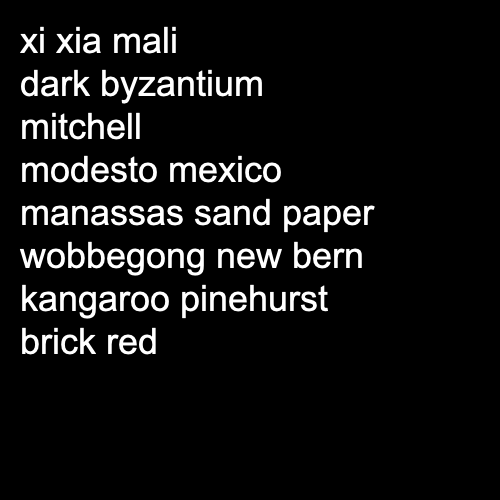 xi xia mali
dark byzantium
mitchell
modesto mexico
manassas sand paper
wobbegong new bern
kangaroo pinehurst
brick red